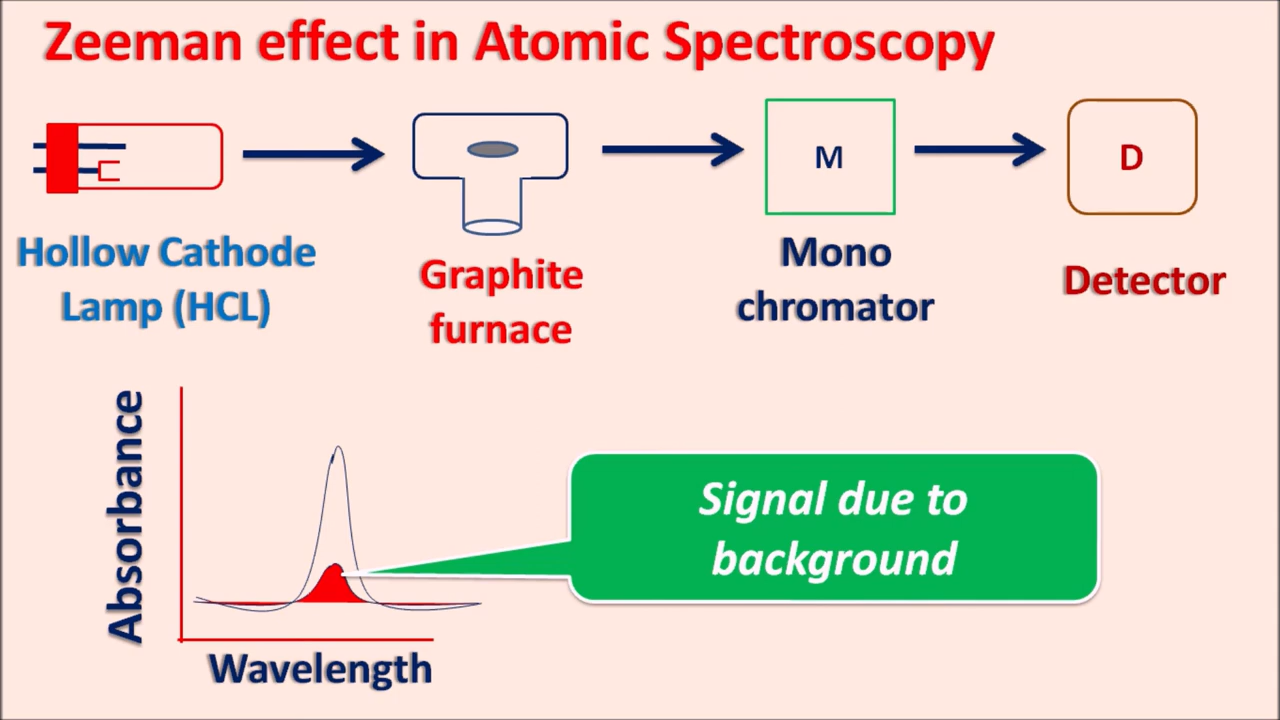 Zeeman effect in Atomic Spectroscopy
M
D
Hollow Cathode
Lamp (HCL)
Graphite
furnace
Mono
chromator
Detector
Absorbance
Signal due to
background
Wavelength